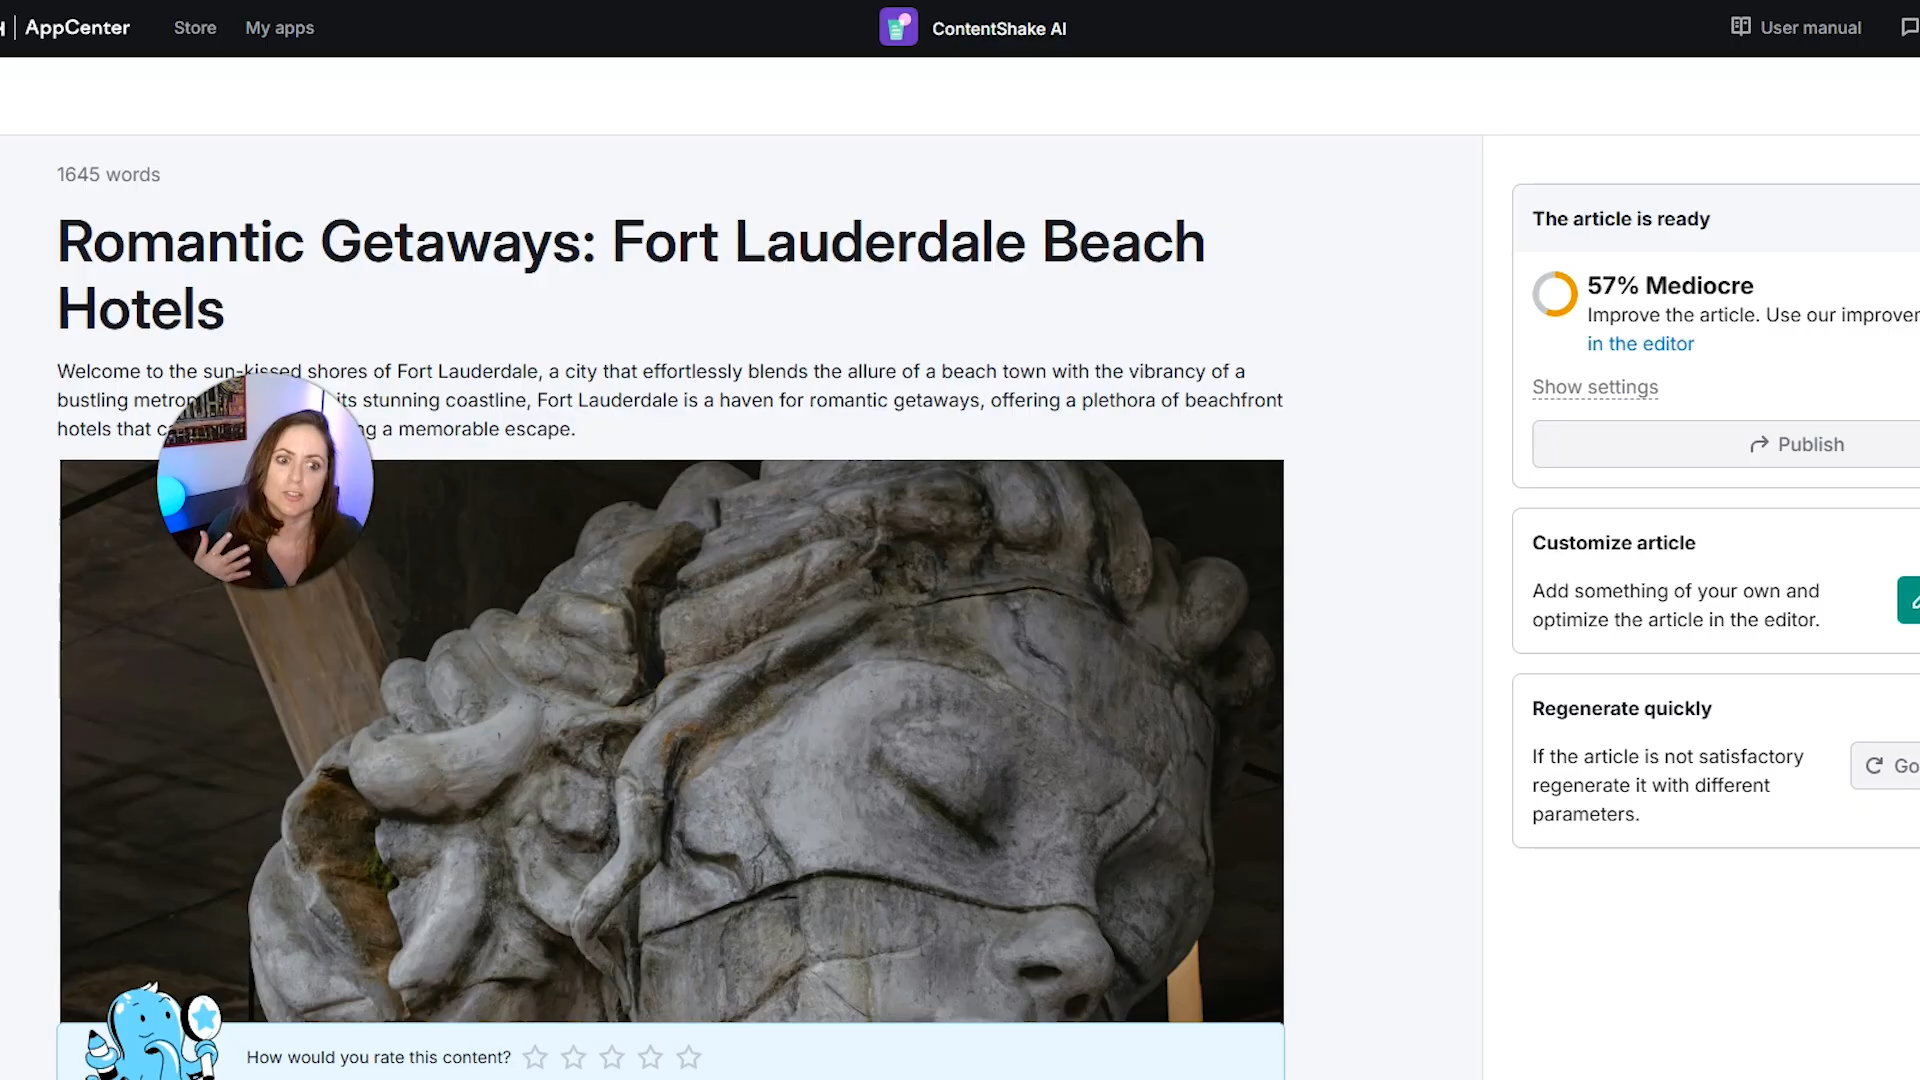 AppCenter
Store
My apps
ContentShake AI
User manual
1645 words
Romantic Getaways: Fort Lauderdale Beach
Hotels
Welcome to the sun-kissed shores of Fort Lauderdale, a city that effortlessly blends the allure of a beach town with the vibrancy of a
bustling its stunning coastline, Fort Lauderdale is a haven for romantic getaways, offering a plethora of beachfront
hotels that a memorable escape.
How would you rate this content?
The article is ready
57% Mediocre
Improve the article. Use our
in the editor
Show settings
Publish
Customize article
Add something of your own and
optimize the article in the editor.
Regenerate quickly
If the article is not satisfactory
regenerate it with different
parameters.
Go